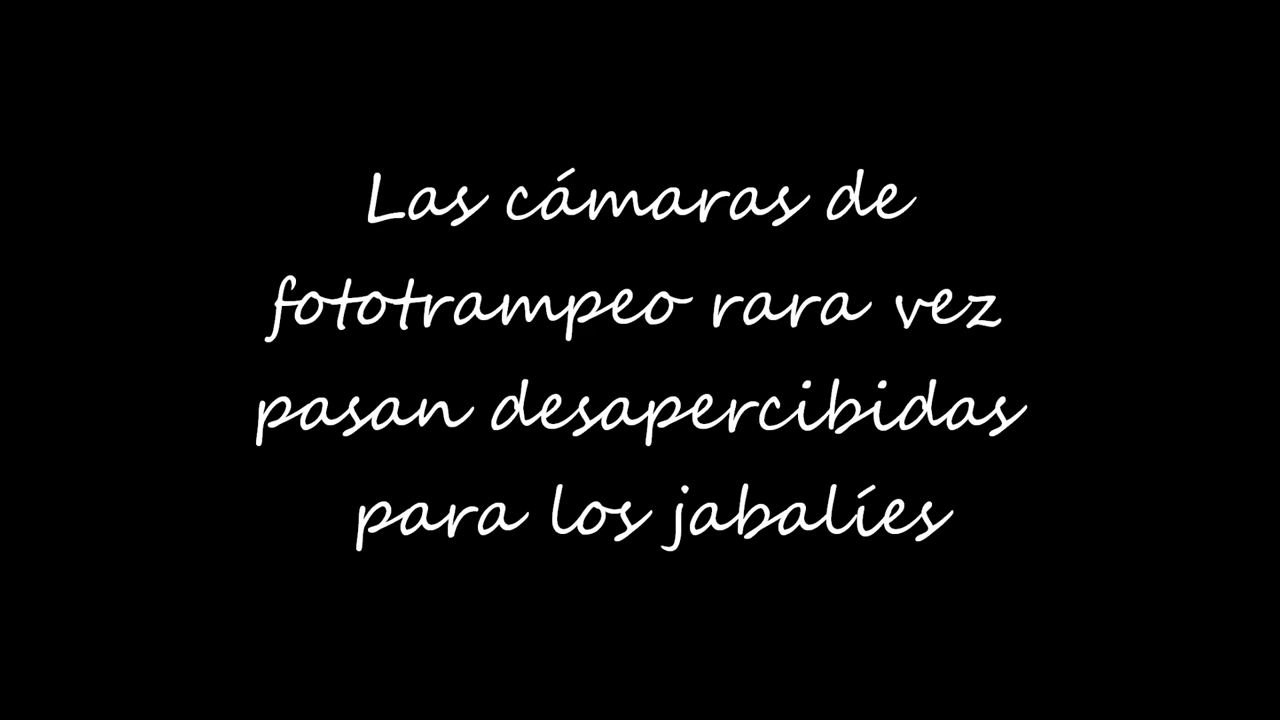 Las cámaras de
fototrampeo rara vez
pasan desapercibidas
para los jabalíes